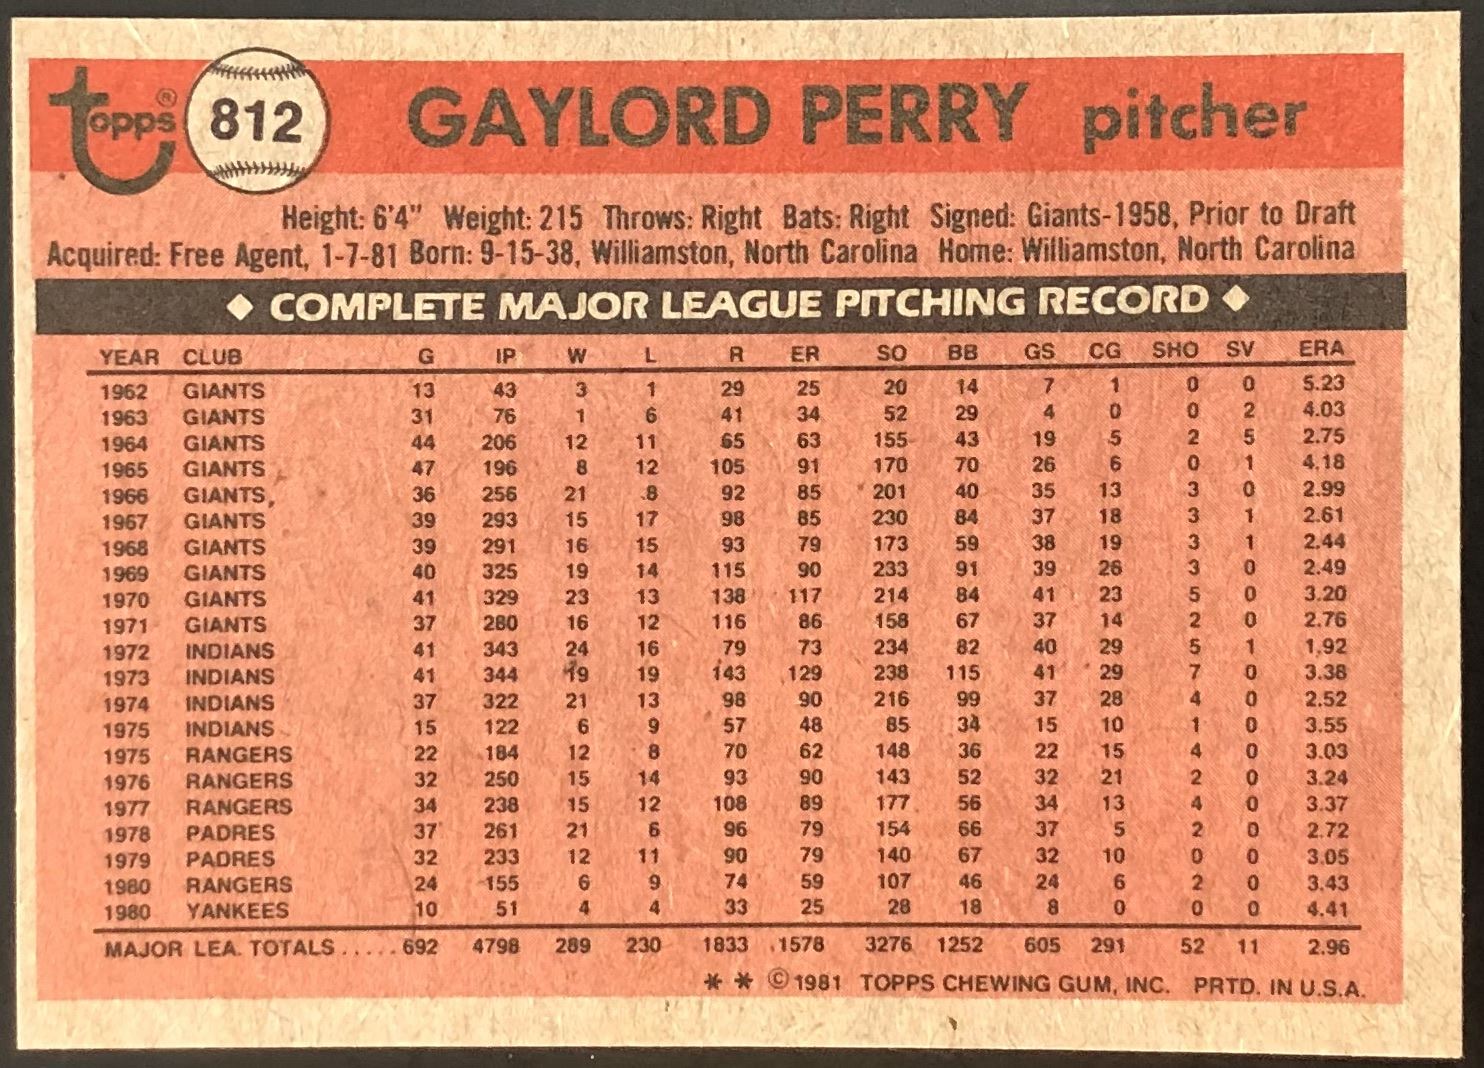 topps® 812 GAYLORD PERRY pitcher
Height: 6'4" Weight: 215 Throws: Right Bats: Right Signed: Giants-1958, Prior to Draft
Acquired: Free Agent, 1-7-81 Born: 9-15-38, Williamston, North Carolina Home: Williamston, North Carolina
◆ COMPLETE MAJOR LEAGUE PITCHING RECORD ◆
YEAR CLUB G IP W L R ER SO BB GS CG SHO SV ERA
1962 GIANTS 13 43 3 1 29 25 20 14 7 1 0 0 5.23
1963 GIANTS 31 76 1 6 41 34 52 29 4 0 0 2 4.03
1964 GIANTS 44 206 12 11 65 63 155 43 19 5 2 5 2.75
1965 GIANTS 47 196 8 12 105 91 170 70 26 6 0 1 4.18
1966 GIANTS 36 256 21 8 92 85 201 40 35 13 3 0 2.99
1967 GIANTS 39 293 15 17 98 85 230 84 37 18 3 1 2.61
1968 GIANTS 39 291 16 15 93 79 173 59 38 19 3 1 2.44
1969 GIANTS 40 325 19 14 115 90 233 91 39 26 3 0 2.49
1970 GIANTS 41 329 23 13 138 117 214 84 41 23 5 0 3.20
1971 GIANTS 37 280 16 12 116 86 158 67 37 14 2 0 2.76
1972 INDIANS 41 343 24 16 79 73 234 82 40 29 5 1 1.92
1973 INDIANS 41 344 19 19 143 129 238 115 41 29 7 0 3.38
1974 INDIANS 37 322 21 13 98 90 216 99 37 28 4 0 2.52
1975 INDIANS 15 122 6 9 57 48 85 34 15 10 1 0 3.55
1975 RANGERS 22 184 12 8 70 62 148 36 22 15 4 0 3.03
1976 RANGERS 32 250 15 14 93 90 143 52 32 21 2 0 3.24
1977 RANGERS 34 238 15 12 108 89 177 56 34 13 4 0 3.37
1978 PADRES 37 261 21 6 96 79 154 66 37 5 2 0 2.72
1979 PADRES 32 233 12 11 90 79 140 67 32 10 0 0 3.05
1980 RANGERS 24 155 6 9 74 59 107 46 24 6 2 0 3.43
1980 YANKEES 10 51 4 4 33 25 28 18 8 0 0 0 4.41
MAJOR LEA. TOTALS ..... 692 4798 289 230 1833 1578 3276 1252 605 291 52 11 2.96
* * © 1981 TOPPS CHEWING GUM, INC. PRTD. IN U.S.A.